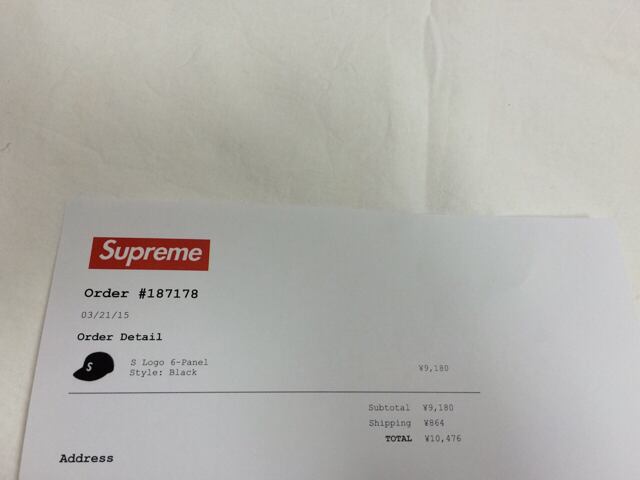 Supreme
Order #187178
03/21/15
Order Detail
S
S Logo 6-Panel
Style: Black
¥9,180
Subtotal ¥9,180
Shipping ¥864
TOTAL ¥10,476
Address